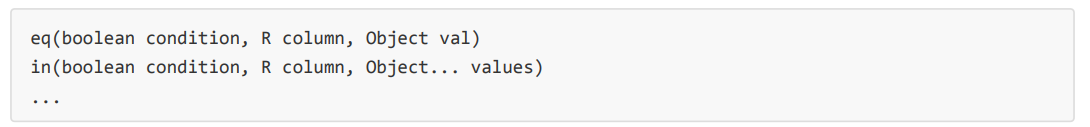 eq(boolean condition, R column, Object val)
in(boolean condition, R column, Object... values)
...